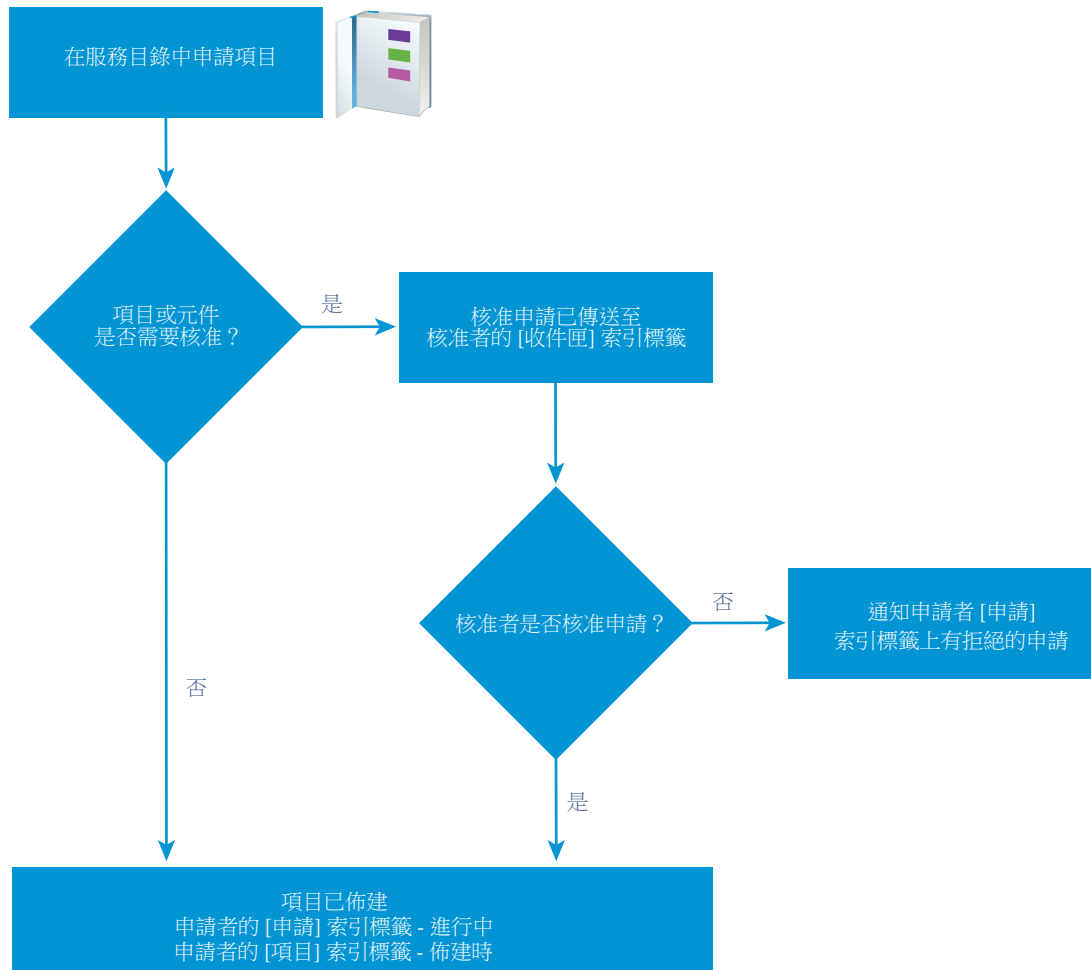 在服務目錄中申請項目
項目或元件
是否需要核准？
是
核准申請已傳送至
核准者的 [收件匣] 索引標籤
核准者是否核准申請？
否
通知申請者 [申請]
索引標籤上有拒絕的申請
否
是
項目已佈建
申請者的 [申請] 索引標籤 - 進行中
申請者的 [項目] 索引標籤 - 佈建時